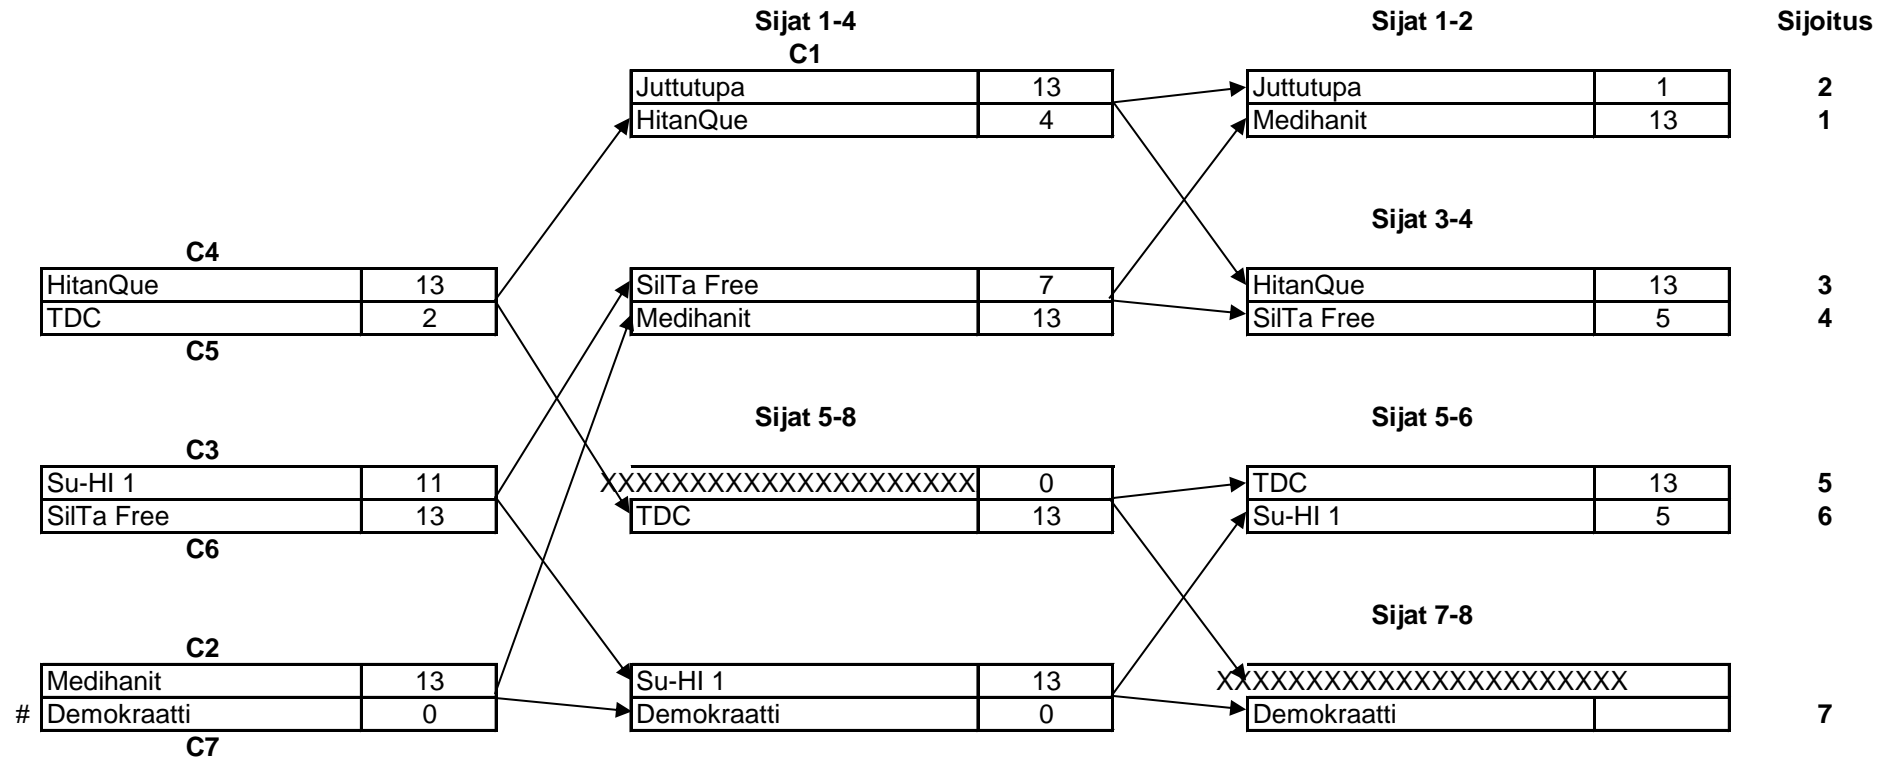 Sijat 1-4 Sijat 1-2 Sijoitus
C1
Juttutupa 13 Juttutupa 1 2
HitanQue 4 Medihanit 13 1
Sijat 3-4
C4
HitanQue 13 SilTa Free 7 HitanQue 13 3
TDC 2 Medihanit 13 SilTa Free 5 4
C5
Sijat 5-8 Sijat 5-6
C3
Su-HI 1 11 XXXXXXXXXXXXXXXXXXXXX 0 TDC 13 5
SilTa Free 13 TDC 13 Su-HI 1 5 6
C6
Sijat 7-8
C2
Medihanit 13 Su-HI 1 13 XXXXXXXXXXXXXXXXXXXXXXX
# Demokraatti 0 Demokraatti 0 Demokraatti 7
C7